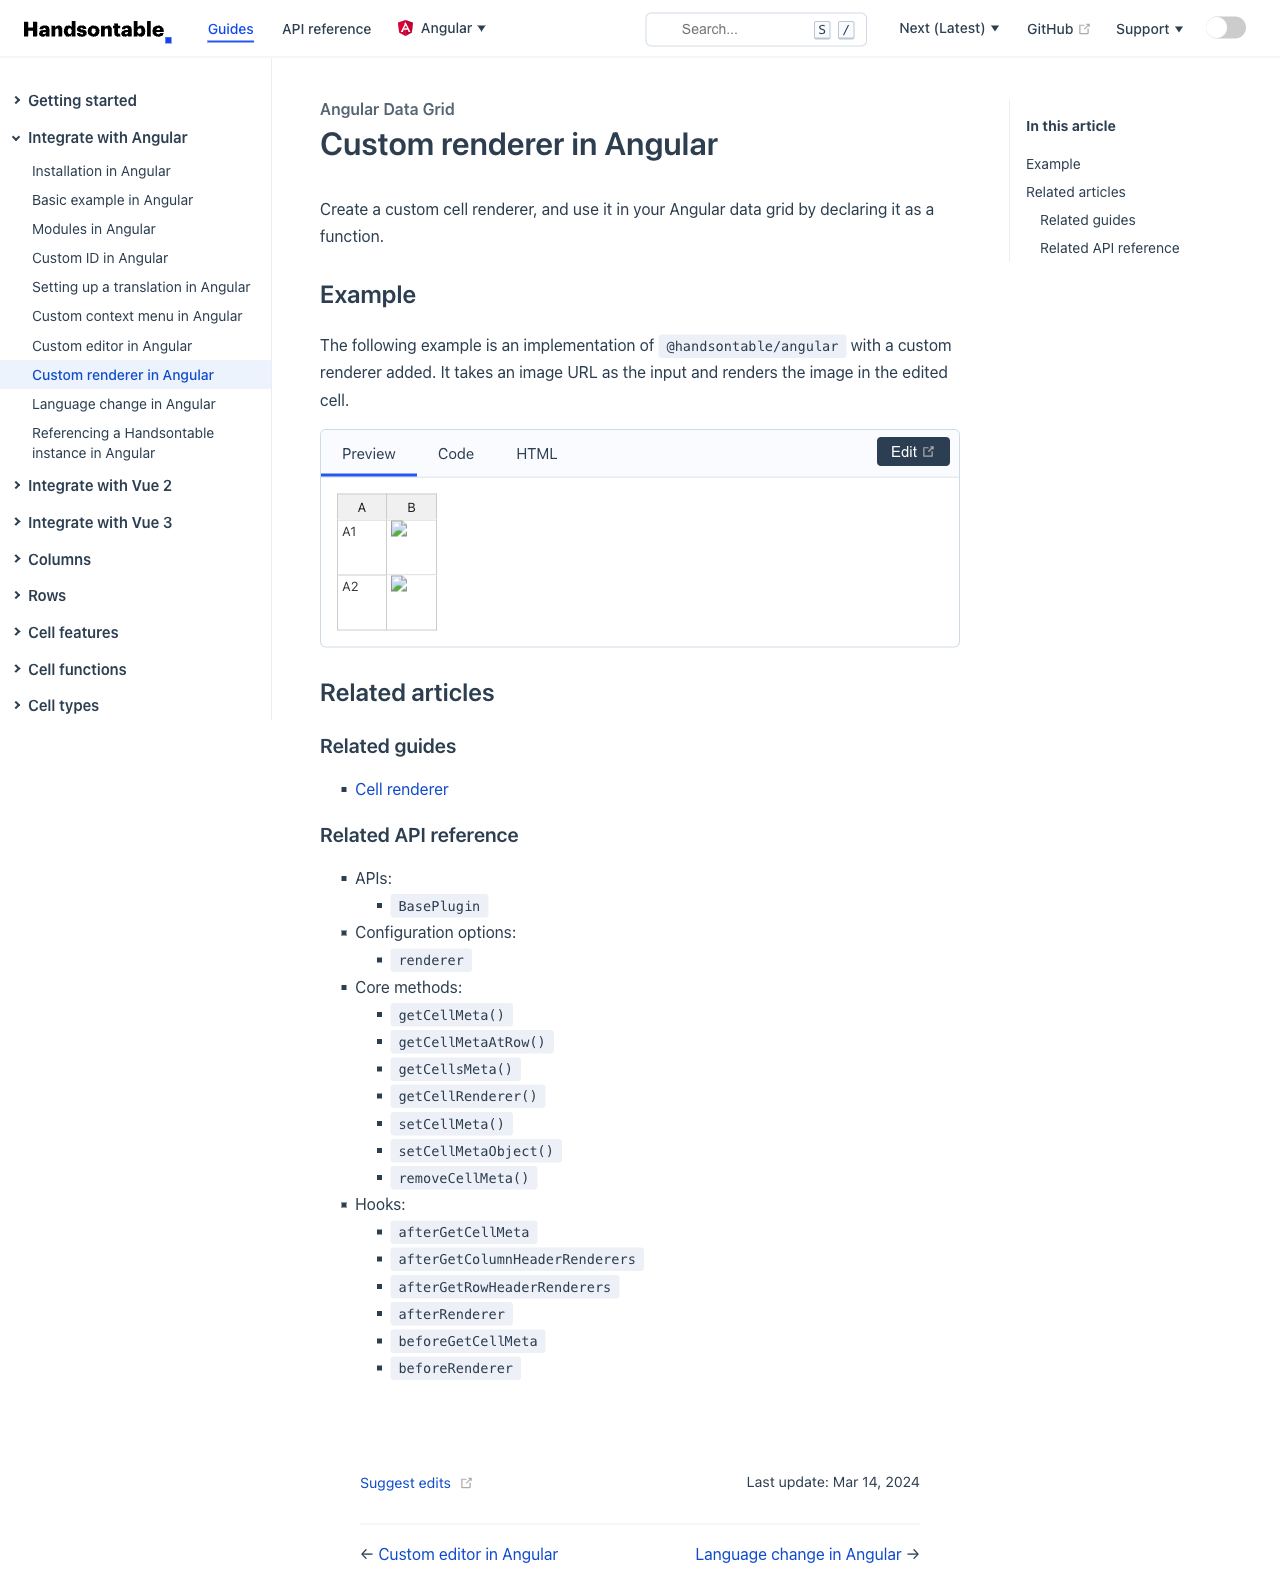 Handsontable
Guides
API reference
Angular
Search...
S
/
Next (Latest)
GitHub
Support
Getting started
Integrate with Angular
Installation in Angular
Basic example in Angular
Modules in Angular
Custom ID in Angular
Setting up a translation in Angular
Custom context menu in Angular
Custom editor in Angular
Custom renderer in Angular
Language change in Angular
Referencing a Handsontable
instance in Angular
Integrate with Vue 2
Integrate with Vue 3
Columns
Rows
Cell features
Cell functions
Cell types
Angular Data Grid
Custom renderer in Angular
Create a custom cell renderer, and use it in your Angular data grid by declaring it as a
function.
Example
The following example is an implementation of @handsontable/angular with a custom
renderer added. It takes an image URL as the input and renders the image in the edited
cell.
Preview
Code
HTML
Edit
A
B
A1
A2
Related articles
Related guides
▪ Cell renderer
Related API reference
▪ APIs:
▪ BasePlugin
▪ Configuration options:
▪ renderer
▪ Core methods:
▪ getCellMeta()
▪ getCellMetaAtRow()
▪ getCellsMeta()
▪ getCellRenderer()
▪ setCellMeta()
▪ setCellMetaObject()
▪ removeCellMeta()
▪ Hooks:
▪ afterGetCellMeta
▪ afterGetColumnHeaderRenderers
▪ afterGetRowHeaderRenderers
▪ afterRenderer
▪ beforeGetCellMeta
▪ beforeRenderer
Suggest edits
Last update: Mar 14, 2024
← Custom editor in Angular
Language change in Angular →
In this article
Example
Related articles
Related guides
Related API reference